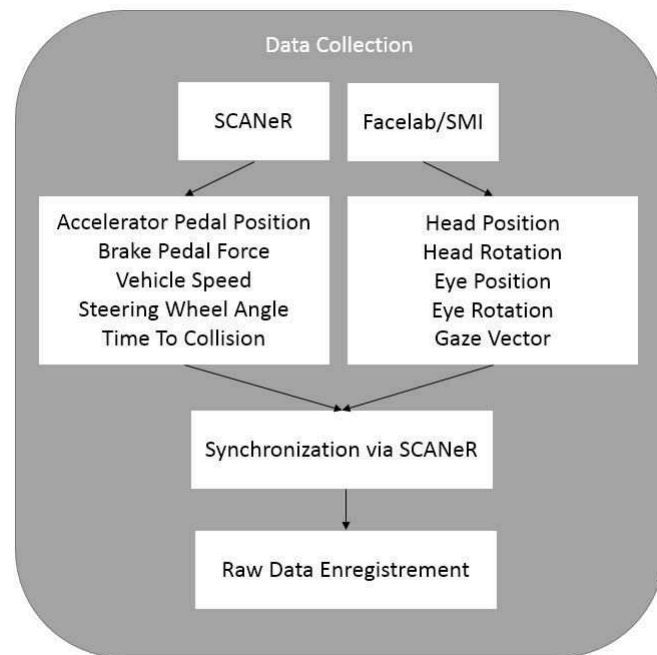 Data Collection
SCANeR
Facelab/SMI
Accelerator Pedal Position
Brake Pedal Force
Vehicle Speed
Steering Wheel Angle
Time To Collision
Head Position
Head Rotation
Eye Position
Eye Rotation
Gaze Vector
Synchronization via SCANeR
Raw Data Enregistrement